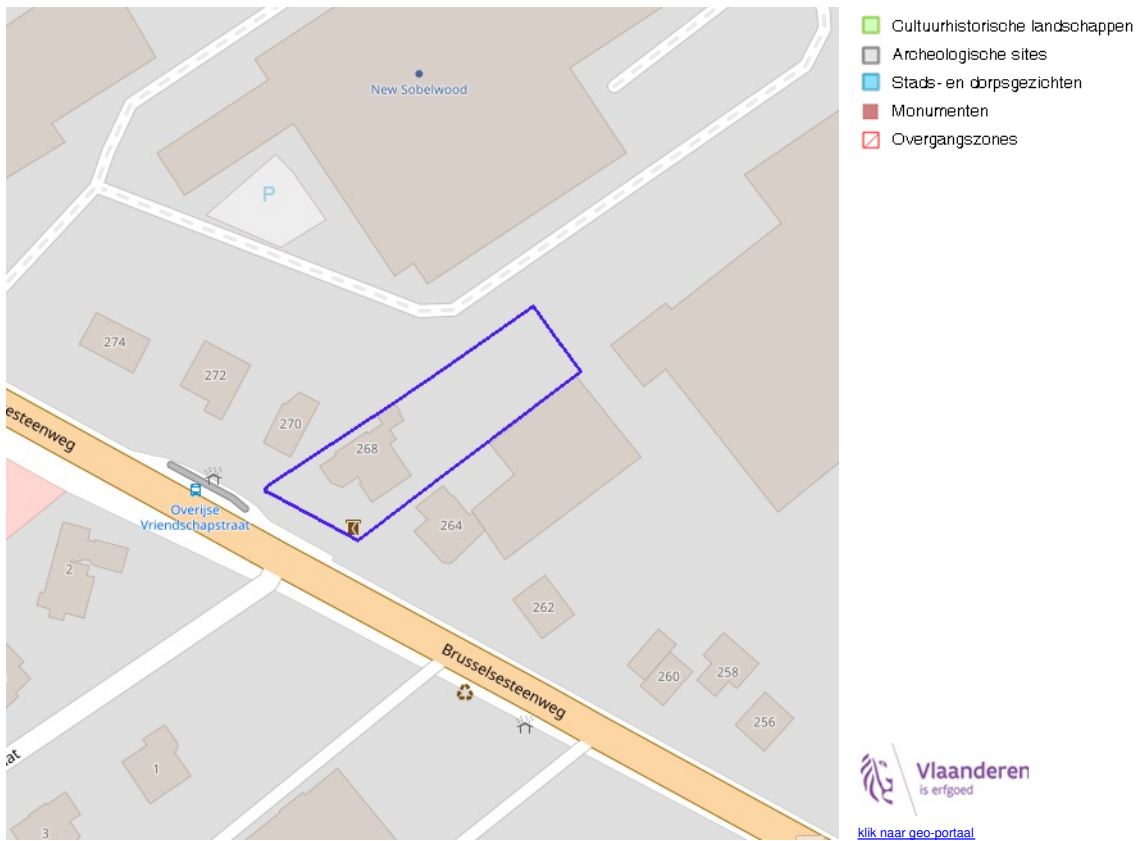 New Sobelwood
P
274
272
270
268
esteenweg
Overijse
Vriendschapstraat
264
2
262
Brusselsesteenweg
260
258
256
at
1
3
Cultuurhistorische landschappen
Archeologische sites
Stads- en dorpsgezichten
Monumenten
Overgangszones
Vlaanderen
is erfgoed
klik naar geo-portaal